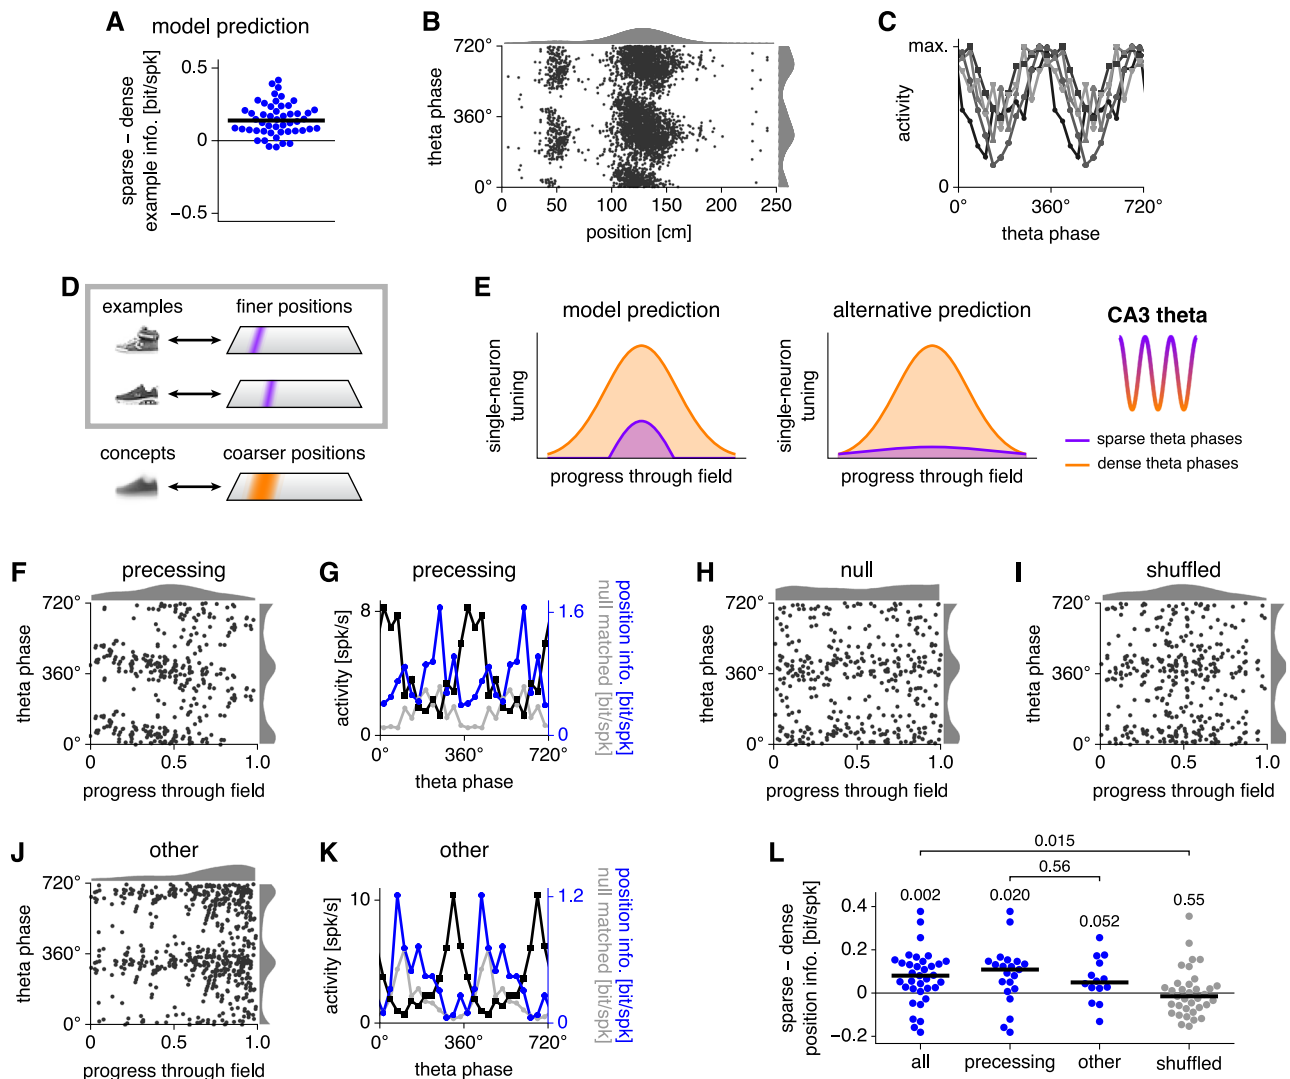 A
model prediction
sparse – dense
example info. [bit/spk]
0.5
0
−0.5
B
theta phase
720°
360°
0°
0
50
100
150
200
250
position [cm]
C
activity
max.
0
0°
360°
720°
theta phase
D
examples
finer positions
concepts
coarser positions
E
model prediction
single-neuron
tuning
progress through field
alternative prediction
single-neuron
tuning
progress through field
CA3 theta
sparse theta phases
dense theta phases
F
precessing
theta phase
720°
360°
0°
0
0.5
1.0
progress through field
G
precessing
activity [spk/s]
8
0
0°
360°
720°
theta phase
1.6
0
position info. [bit/spk]
null matched [bit/spk]
H
null
theta phase
720°
360°
0°
0
0.5
1.0
progress through field
I
shuffled
theta phase
720°
360°
0°
0
0.5
1.0
progress through field
J
other
theta phase
720°
360°
0°
0
0.5
1.0
progress through field
K
other
activity [spk/s]
10
0
0°
360°
720°
theta phase
1.2
0
position info. [bit/spk]
null matched [bit/spk]
L
sparse – dense
position info. [bit/spk]
0.4
0.2
0
−0.2
0.015
0.56
0.002
0.020
0.052
0.55
all
precessing
other
shuffled